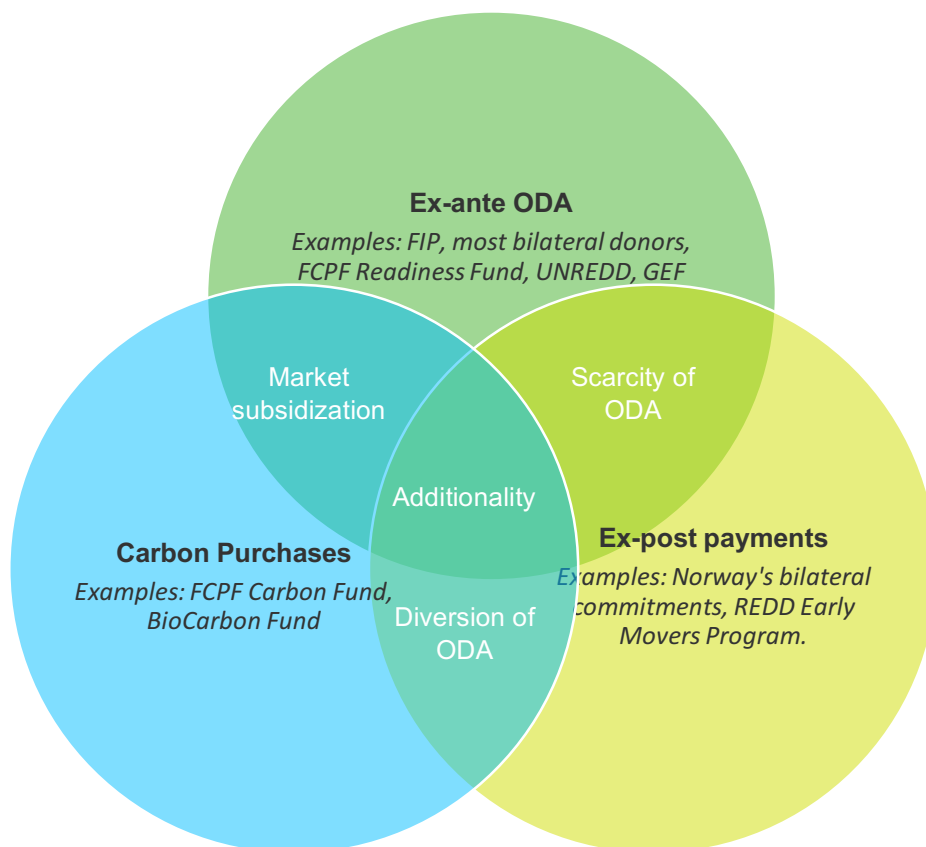 Ex-ante ODA
Examples: FIP, most bilateral donors,
FCPF Readiness Fund, UNREDD, GEF
Market
subsidization
Scarcity of
ODA
Additionality
Carbon Purchases
Examples: FCPF Carbon Fund,
BioCarbon Fund
Ex-post payments
Examples: Norway's bilateral
commitments, REDD Early
Movers Program.
Diversion of
ODA